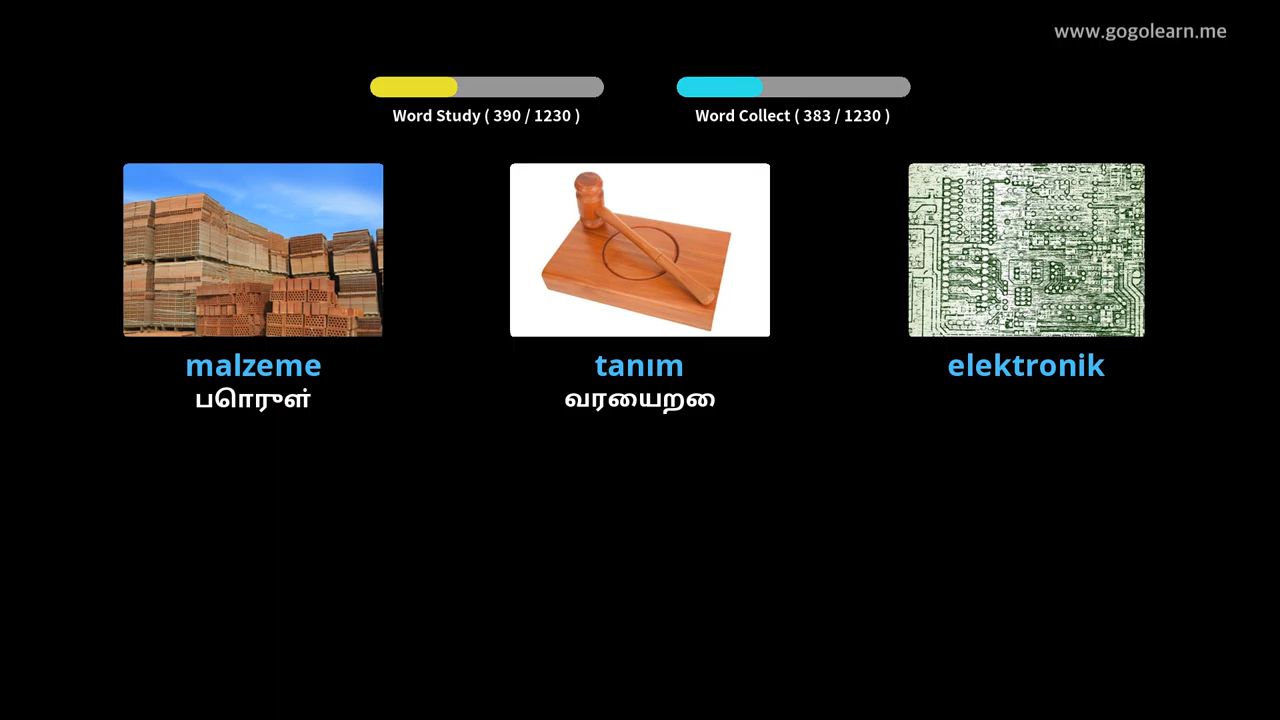 www.gogolearn.me
Word Study ( 390 / 1230 )
Word Collect ( 383 / 1230 )
malzeme
tanım
elektronik
பொருள்
வரையறை